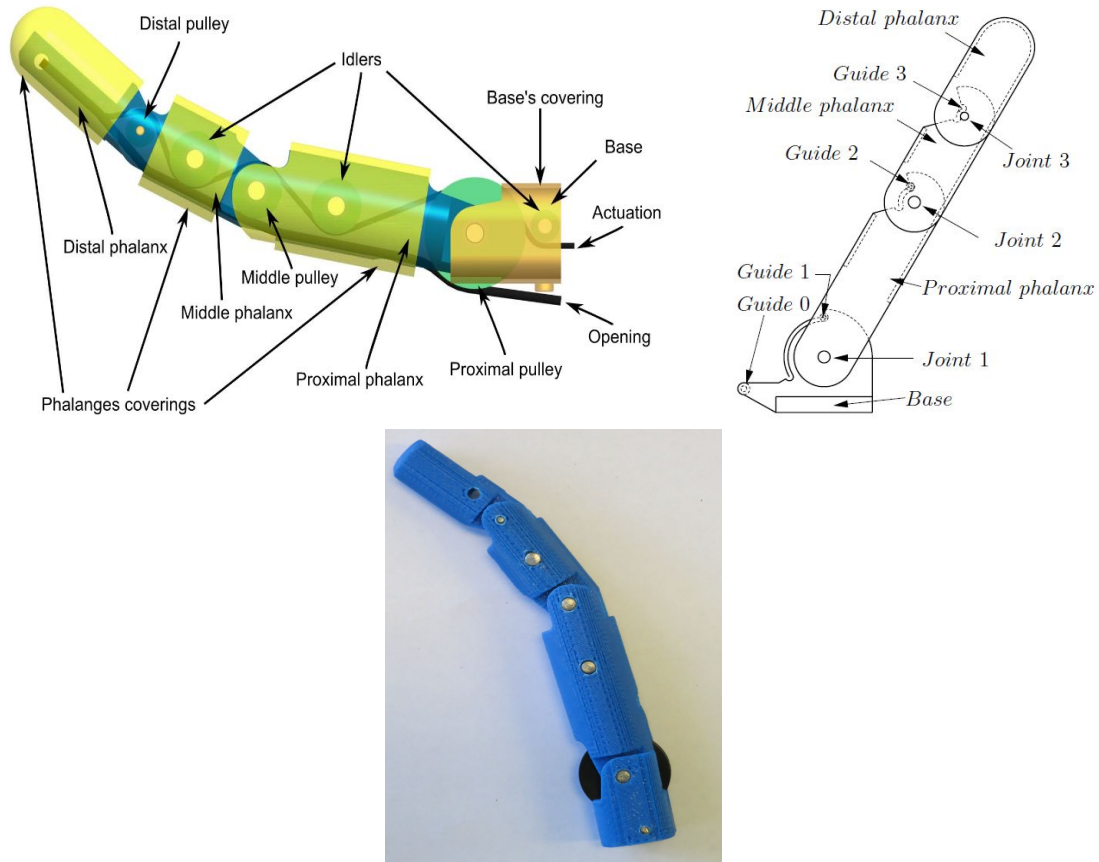 Distal pulley
Idlers
Base's covering
Base
Actuation
Distal phalanx
Middle pulley
Middle phalanx
Opening
Proximal phalanx
Proximal pulley
Phalanges coverings
Distal phalanx
Guide 3
Middle phalanx
Guide 2
Joint 3
Joint 2
Guide 1
Proximal phalanx
Guide 0
Joint 1
Base